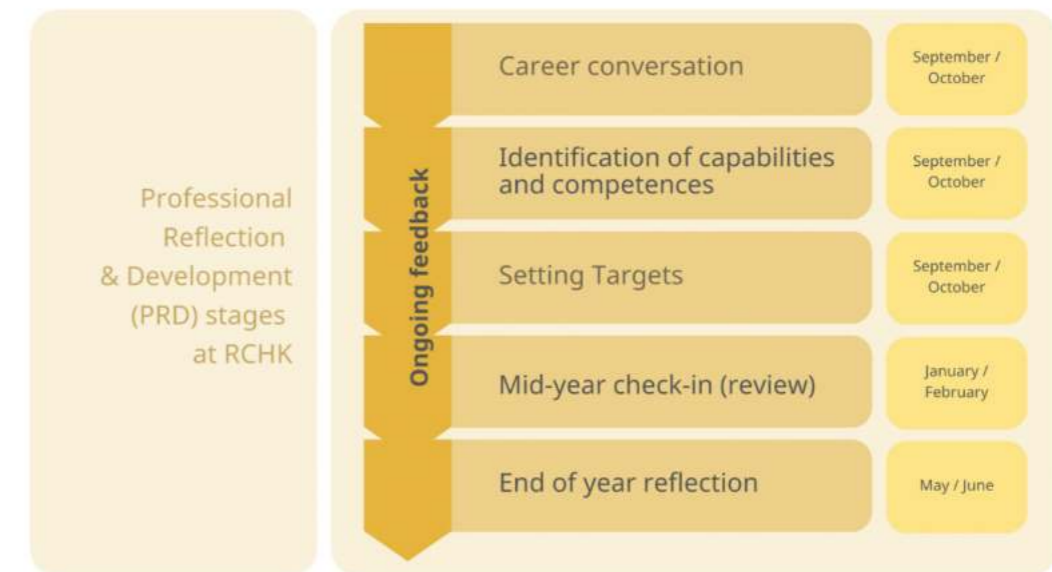 Professional
Reflection
& Development
(PRD) stages
at RCHK
Ongoing feedback
Career conversation
September /
October
Identification of capabilities
and competences
September /
October
Setting Targets
September /
October
Mid-year check-in (review)
January /
February
End of year reflection
May / June